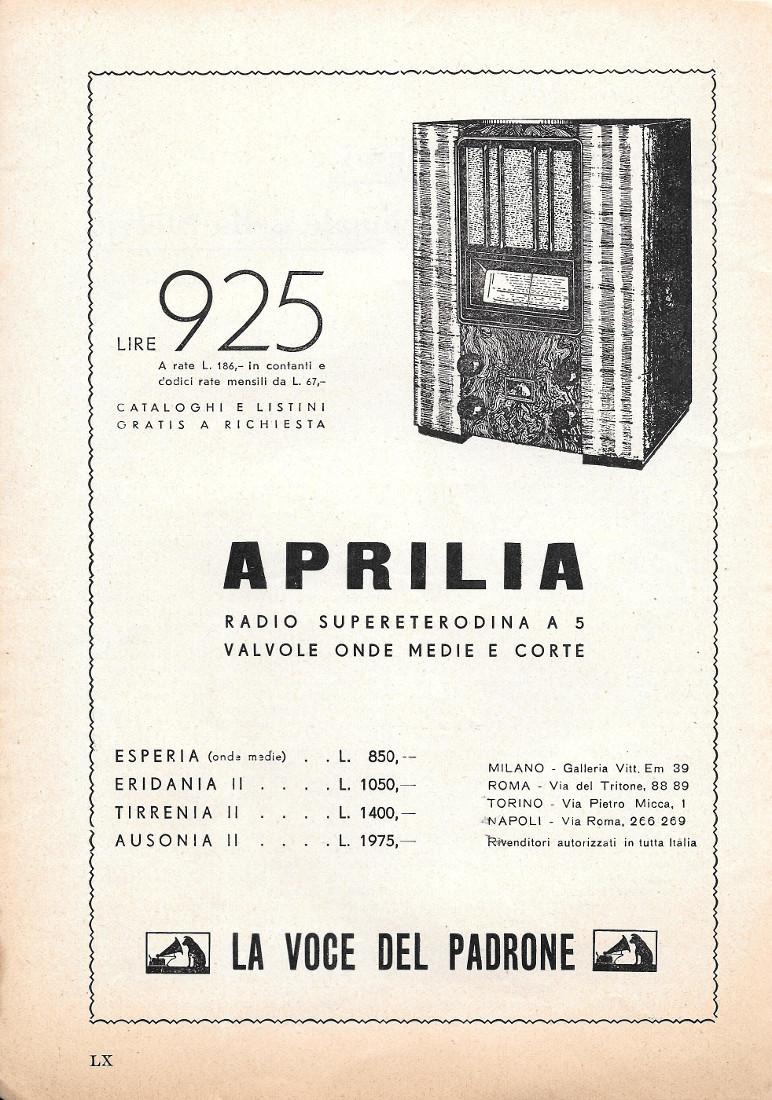 LIRE 925
A rate L. 186,- in contanti e
dodici rate mensili da L. 67,-
CATALOGHI E LISTINI
GRATIS A RICHIESTA
APRILIA
RADIO SUPERETERODINA A 5
VALVOLE ONDE MEDIE E CORTE
ESPERIA (onde medie) . . L. 850,—
ERIDANIA II . . . . L. 1050,—
TIRRENIA II . . . . L. 1400,—
AUSONIA II . . . . L. 1975,—
MILANO - Galleria Vitt. Em 39
ROMA - Via del Tritone, 88 89
TORINO - Via Pietro Micca, 1
NAPOLI - Via Roma, 266 269
Rivenditori autorizzati in tutta Italia
LA VOCE DEL PADRONE
LX